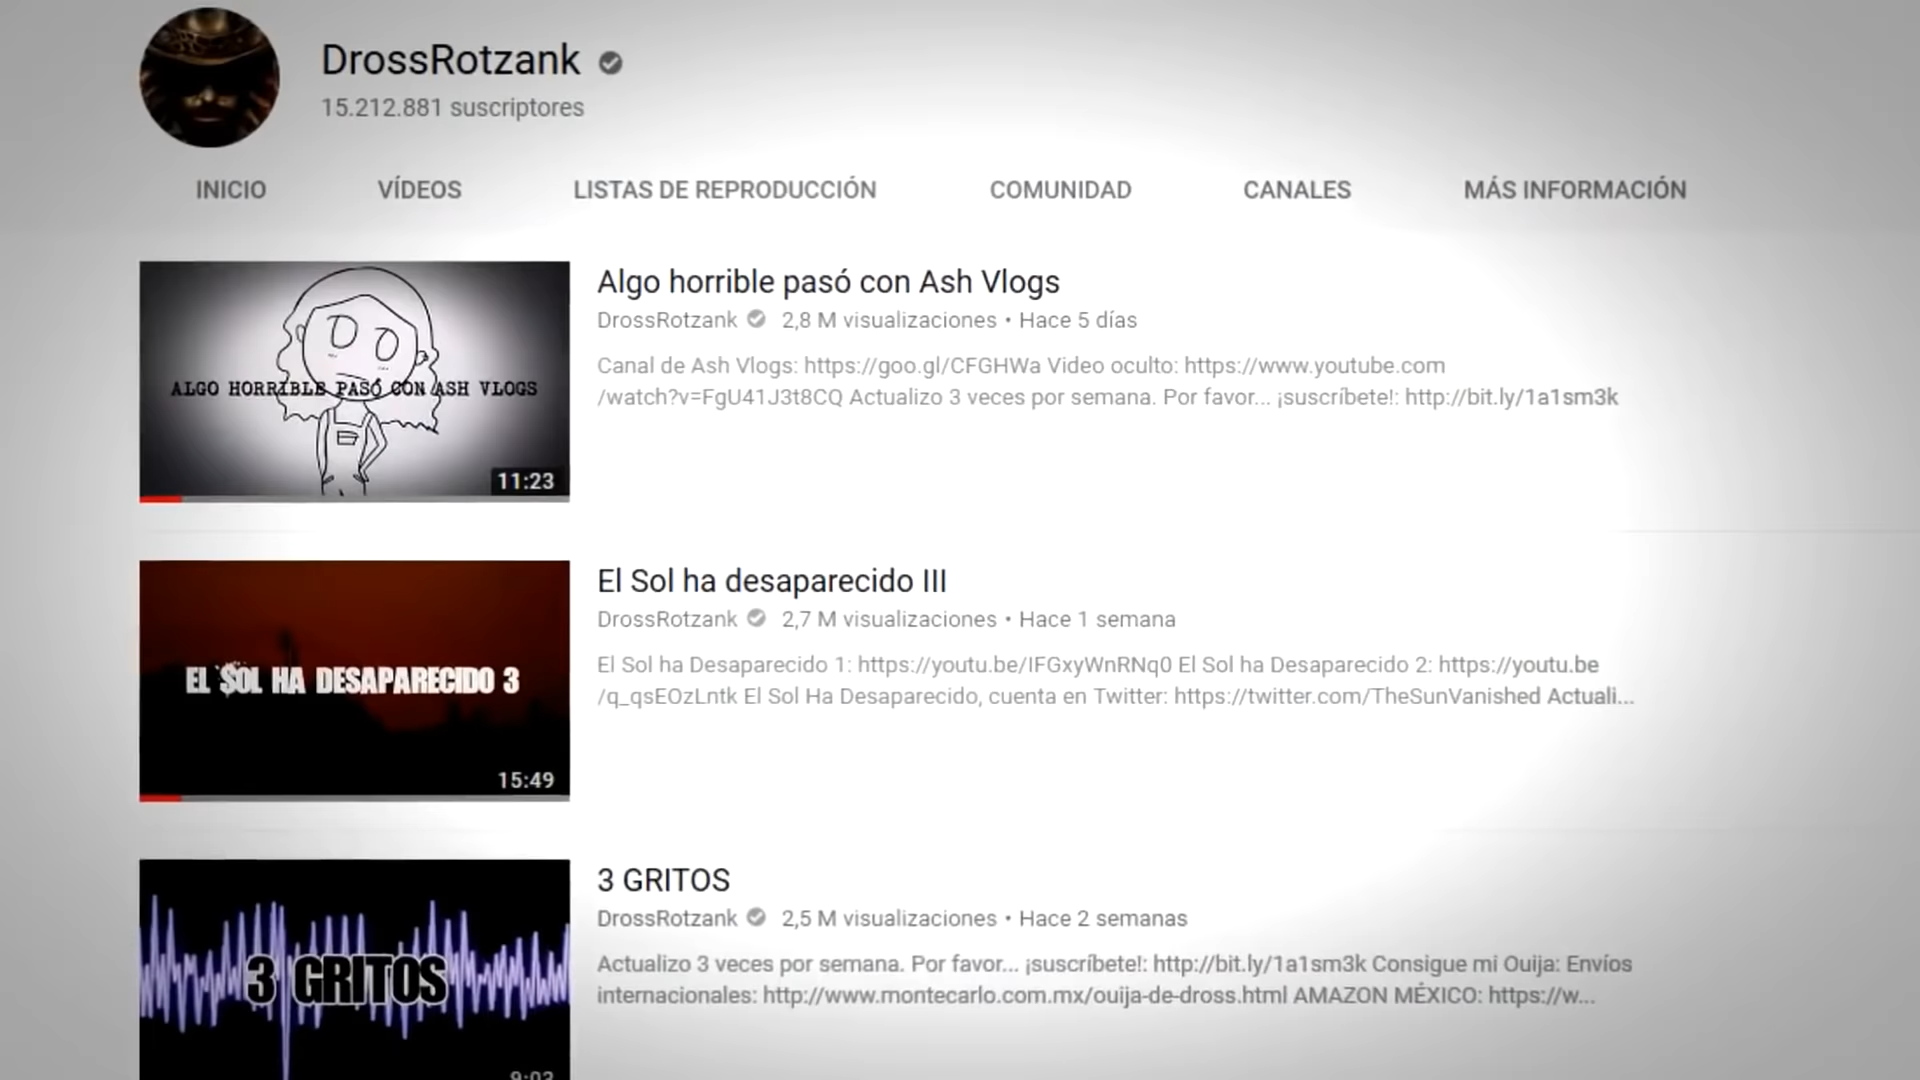 DrossRotzank
15.212.881 suscriptores
INICIO VÍDEOS LISTAS DE REPRODUCCIÓN COMUNIDAD CANALES MÁS INFORMACIÓN
ALGO HORRIBLE PASÓ CON ASH VLOGS
11:23
Algo horrible pasó con Ash Vlogs
DrossRotzank 2,8 M visualizaciones • Hace 5 días
Canal de Ash Vlogs: https://goo.gl/CFGHWa Video oculto: https://www.youtube.com
/watch?v=FgU41J3t8CQ Actualizo 3 veces por semana. Por favor... ¡suscríbete!: http://bit.ly/1a1sm3k
EL SOL HA DESAPARECIDO 3
15:49
El Sol ha desaparecido III
DrossRotzank 2,7 M visualizaciones • Hace 1 semana
El Sol ha Desaparecido 1: https://youtu.be/IFGxyWnRNq0 El Sol ha Desaparecido 2: https://youtu.be
/q_qsEOzLntk El Sol Ha Desaparecido, cuenta en Twitter: https://twitter.com/TheSunVanished Actuali...
3 GRITOS
9:03
3 GRITOS
DrossRotzank 2,5 M visualizaciones • Hace 2 semanas
Actualizo 3 veces por semana. Por favor... ¡suscríbete!: http://bit.ly/1a1sm3k Consigue mi Ouija: Envíos
internacionales: http://www.montecarlo.com.mx/ouija-de-dross.html AMAZON MÉXICO: https://w...